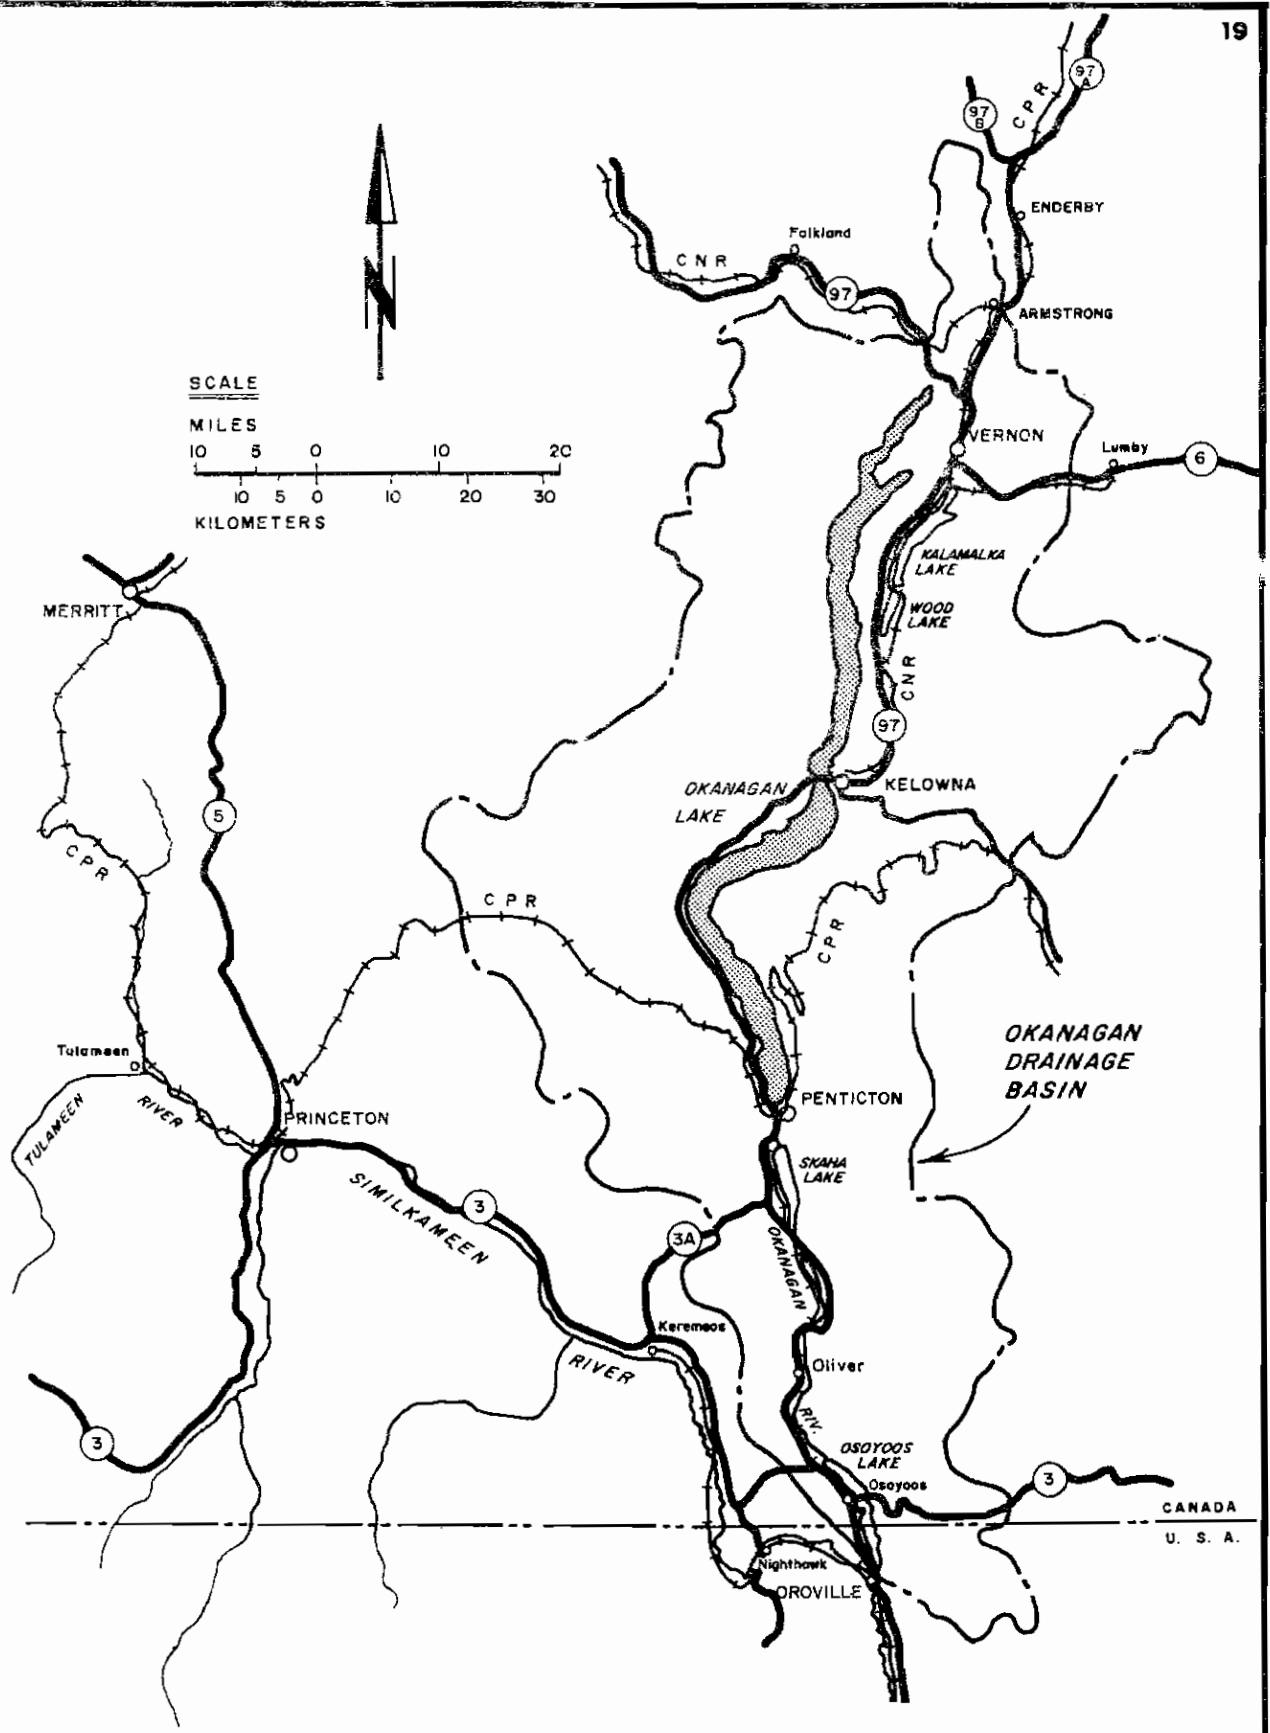 19
97
A
CPR
97
B
ENDERBY
Falkland
CNR
97
ARMSTRONG
SCALE
MILES
10 5 0 10 20
10 5 0 10 20 30
KILOMETERS
VERNON
Lumby
6
KALAMALKA
LAKE
WOOD
LAKE
MERRITT
CNR
97
OKANAGAN
LAKE
KELOWNA
5
CPR
CPR
CPR
OKANAGAN
DRAINAGE
BASIN
Tulameen
TULAMEEN
RIVER
PRINCETON
PENTICTON
SKAHA
LAKE
SIMILKAMEEN
3
3A
OKANAGAN
Keremeos
RIVER
Oliver
RIV.
3
OSOYOOS
LAKE
Osoyoos
3
CANADA
U. S. A.
Nighthawk
OROVILLE